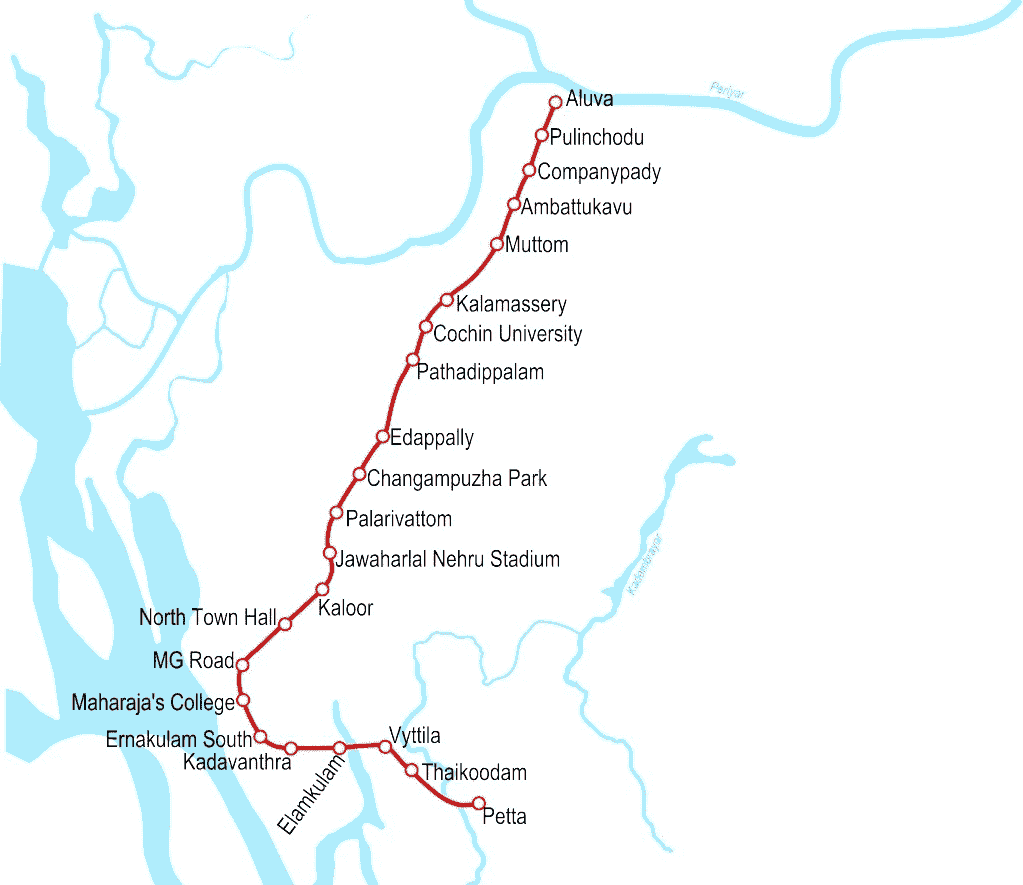 Periyar
Aluva
Pulinchodu
Companypady
Ambattukavu
Muttom
Kalamassery
Cochin University
Pathadippalam
Edappally
Changampuzha Park
Palarivattom
Jawaharlal Nehru Stadium
Kadambrayar
Kaloor
North Town Hall
MG Road
Maharaja's College
Ernakulam South
Kadavanthra
Elamkulam
Vyttila
Thaikoodam
Petta